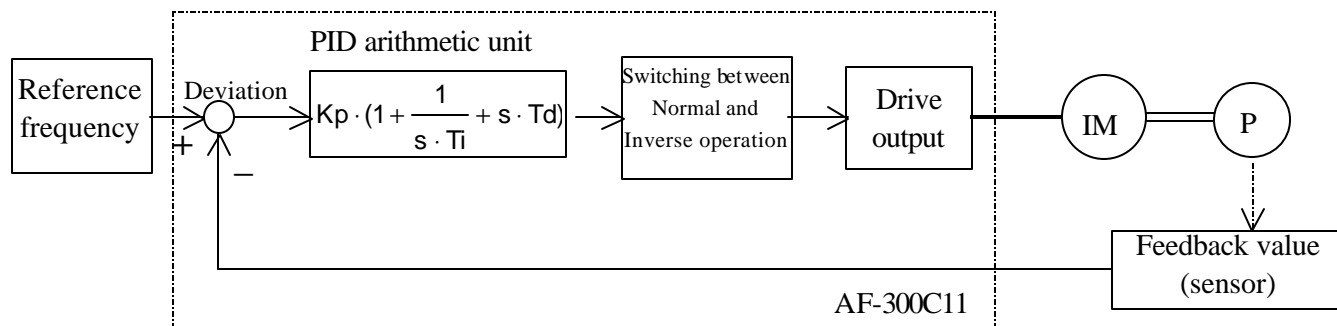 PID arithmetic unit
Reference
frequency
Deviation
+
−
Kp · (1 + 1 / s · Ti + s · Td)
Switching between
Normal and
Inverse operation
Drive
output
IM
P
Feedback value
(sensor)
AF-300C11